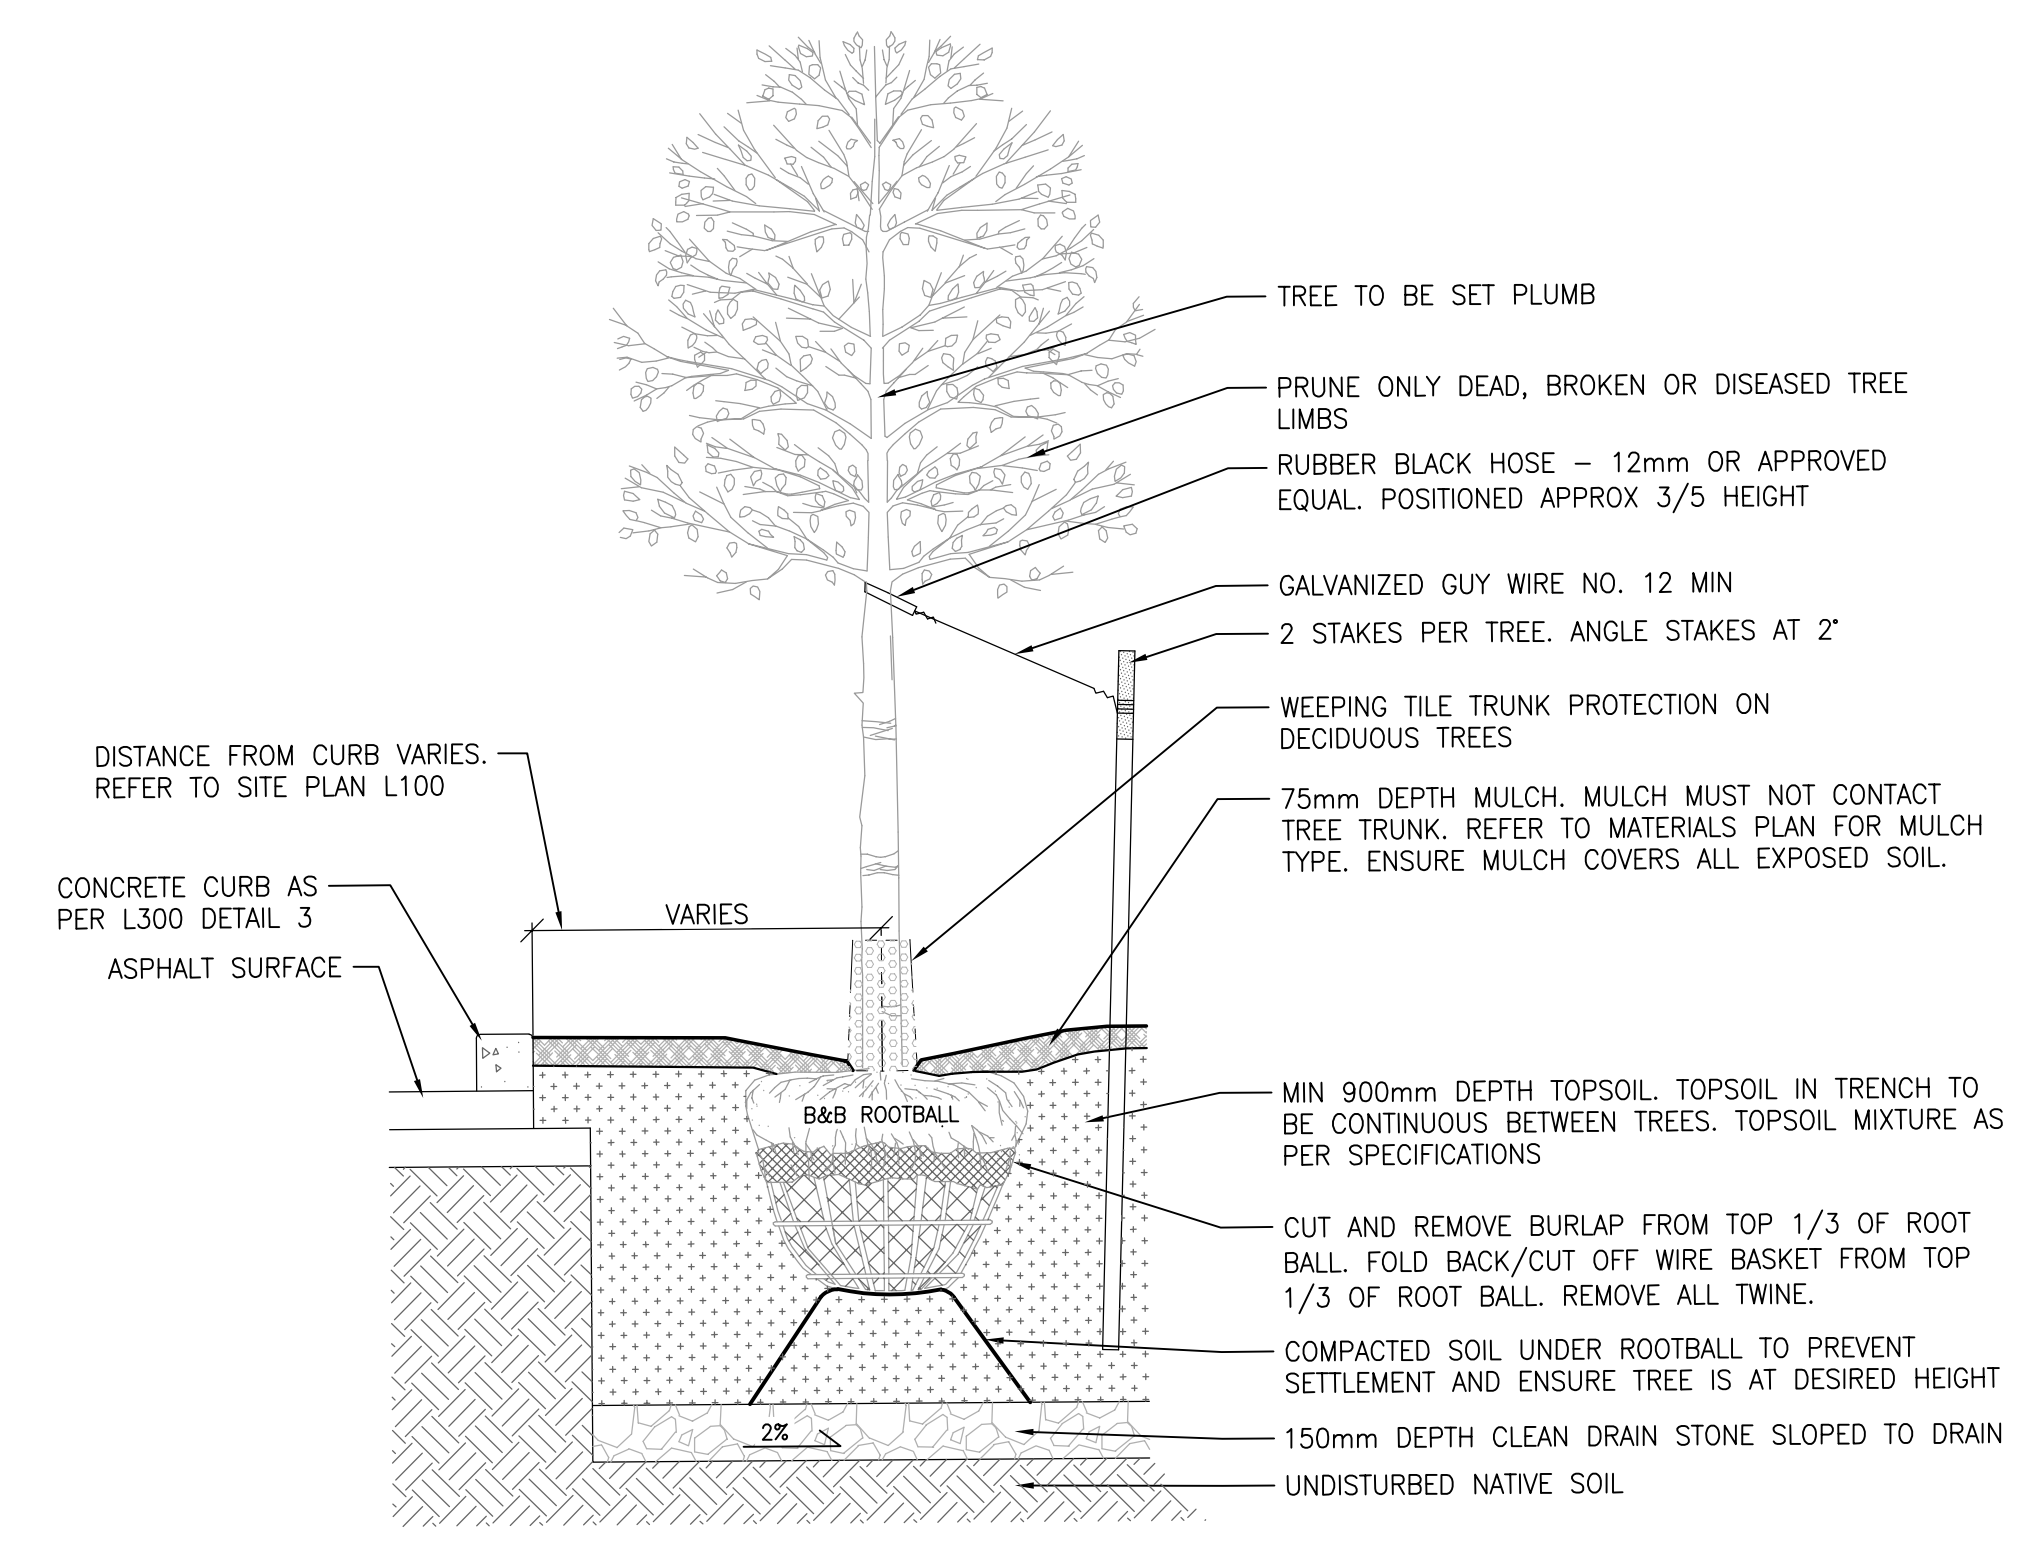 TREE TO BE SET PLUMB
PRUNE ONLY DEAD, BROKEN OR DISEASED TREE
LIMBS
RUBBER BLACK HOSE – 12mm OR APPROVED
EQUAL. POSITIONED APPROX 3/5 HEIGHT
GALVANIZED GUY WIRE NO. 12 MIN
2 STAKES PER TREE. ANGLE STAKES AT 2°
WEEPING TILE TRUNK PROTECTION ON
DECIDUOUS TREES
75mm DEPTH MULCH. MULCH MUST NOT CONTACT
TREE TRUNK. REFER TO MATERIALS PLAN FOR MULCH
TYPE. ENSURE MULCH COVERS ALL EXPOSED SOIL.
DISTANCE FROM CURB VARIES.
REFER TO SITE PLAN L100
CONCRETE CURB AS
PER L300 DETAIL 3
ASPHALT SURFACE
VARIES
B&B ROOTBALL
MIN 900mm DEPTH TOPSOIL. TOPSOIL IN TRENCH TO
BE CONTINUOUS BETWEEN TREES. TOPSOIL MIXTURE AS
PER SPECIFICATIONS
CUT AND REMOVE BURLAP FROM TOP 1/3 OF ROOT
BALL. FOLD BACK/CUT OFF WIRE BASKET FROM TOP
1/3 OF ROOT BALL. REMOVE ALL TWINE.
COMPACTED SOIL UNDER ROOTBALL TO PREVENT
SETTLEMENT AND ENSURE TREE IS AT DESIRED HEIGHT
2%
150mm DEPTH CLEAN DRAIN STONE SLOPED TO DRAIN
UNDISTURBED NATIVE SOIL